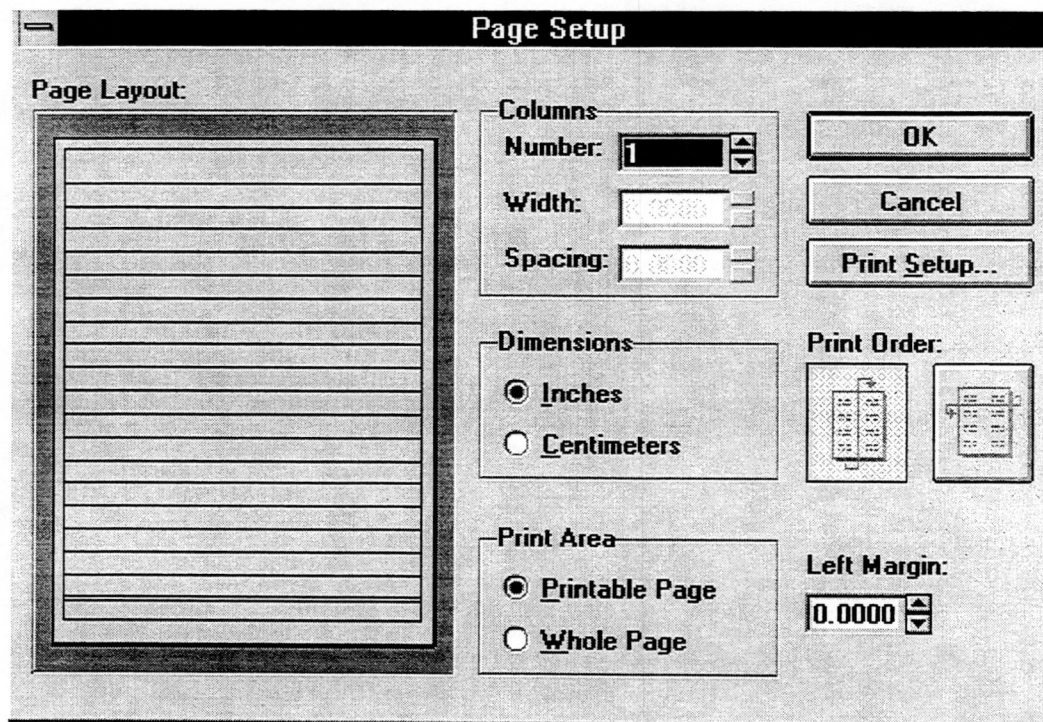 Page Setup
Page Layout:
Columns
Number: 1
Width:
Spacing:
OK
Cancel
Print Setup...
Dimensions
Inches
Centimeters
Print Order:
Print Area
Printable Page
Whole Page
Left Margin:
0.0000